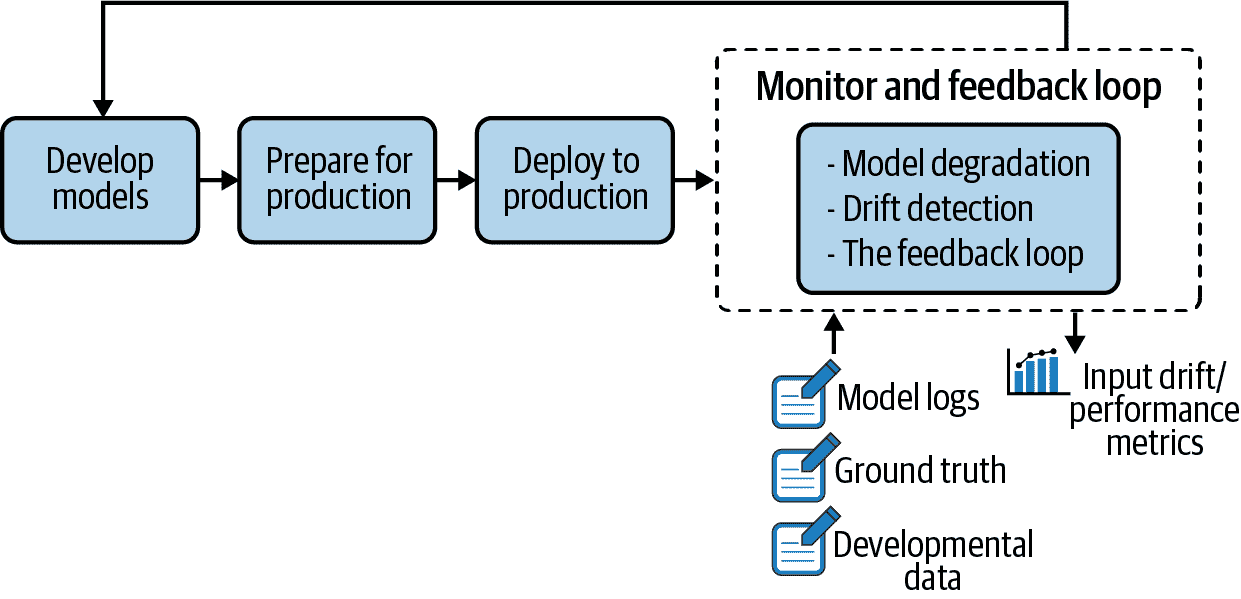 Monitor and feedback loop
Develop
models
Prepare for
production
Deploy to
production
- Model degradation
- Drift detection
- The feedback loop
Model logs
Ground truth
Developmental
data
Input drift/
performance
metrics